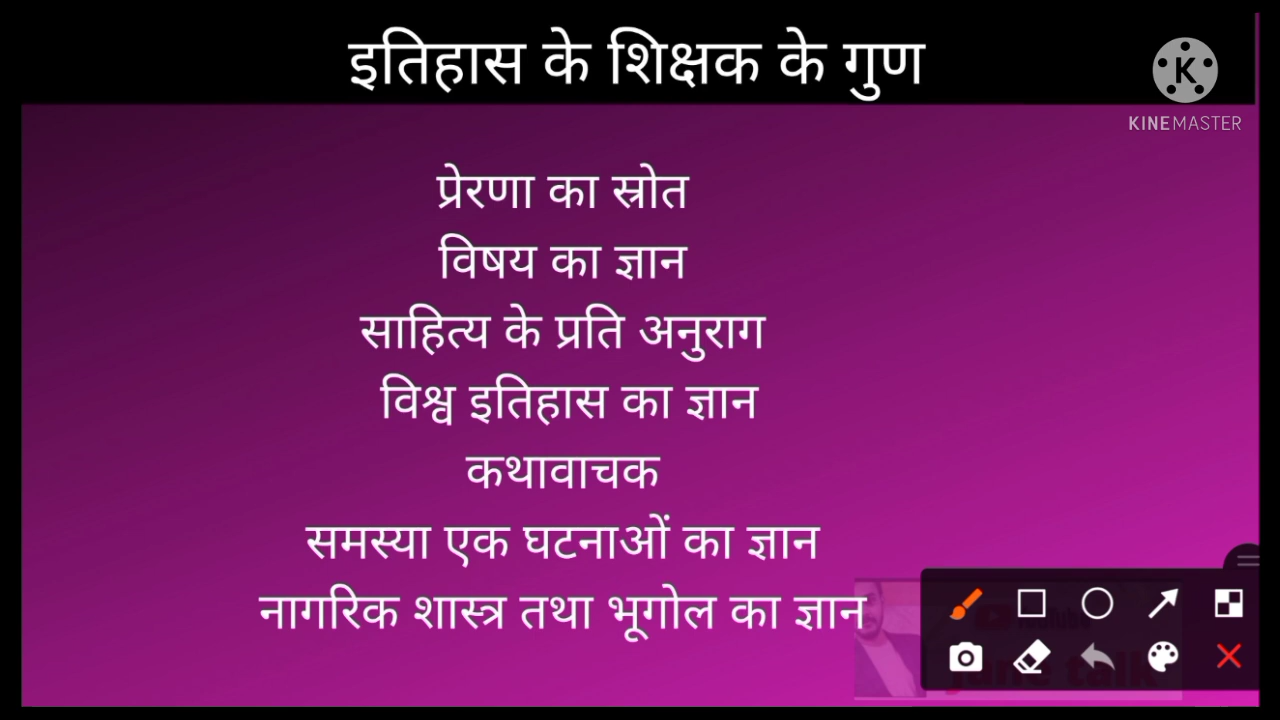 इतिहास के शिक्षक के गुण
K
KINEMASTER
प्रेरणा का स्रोत
विषय का ज्ञान
साहित्य के प्रति अनुराग
विश्व इतिहास का ज्ञान
कथावाचक
समस्या एक घटनाओं का ज्ञान
नागरिक शास्त्र तथा भूगोल का ज्ञान